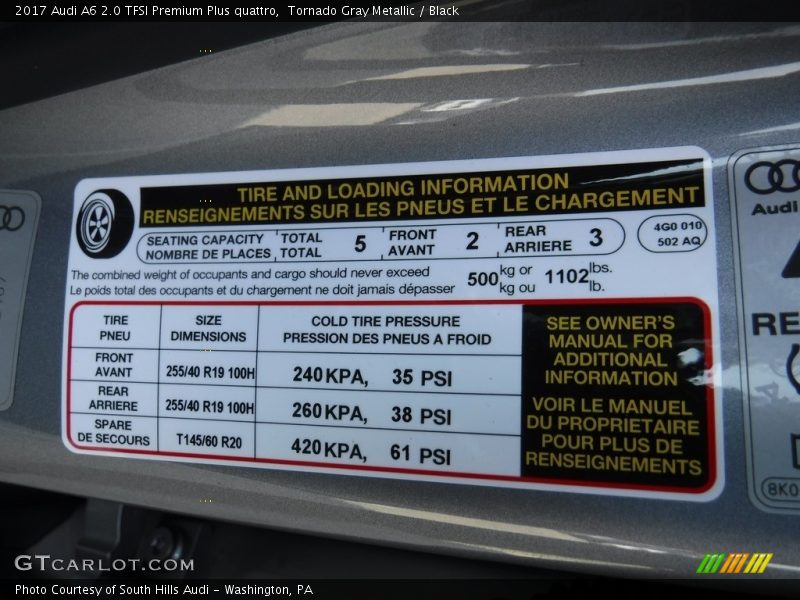 2017 Audi A6 2.0 TFSI Premium Plus quattro, Tornado Gray Metallic / Black
TIRE AND LOADING INFORMATION
RENSEIGNEMENTS SUR LES PNEUS ET LE CHARGEMENT
SEATING CAPACITY TOTAL 5 FRONT 2 REAR 3
NOMBRE DE PLACES TOTAL AVANT ARRIERE
4G0 010
502 AQ
The combined weight of occupants and cargo should never exceed 500 kg or 1102 lbs.
Le poids total des occupants et du chargement ne doit jamais dépasser kg ou lb.
TIRE SIZE COLD TIRE PRESSURE
PNEU DIMENSIONS PRESSION DES PNEUS A FROID
FRONT
AVANT 255/40 R19 100H 240 KPA, 35 PSI
REAR
ARRIERE 255/40 R19 100H 260 KPA, 38 PSI
SPARE
DE SECOURS T145/60 R20 420 KPA, 61 PSI
SEE OWNER'S
MANUAL FOR
ADDITIONAL
INFORMATION
VOIR LE MANUEL
DU PROPRIETAIRE
POUR PLUS DE
RENSEIGNEMENTS
Audi
RE
8K0
GTCARLOT.COM
Photo Courtesy of South Hills Audi - Washington, PA